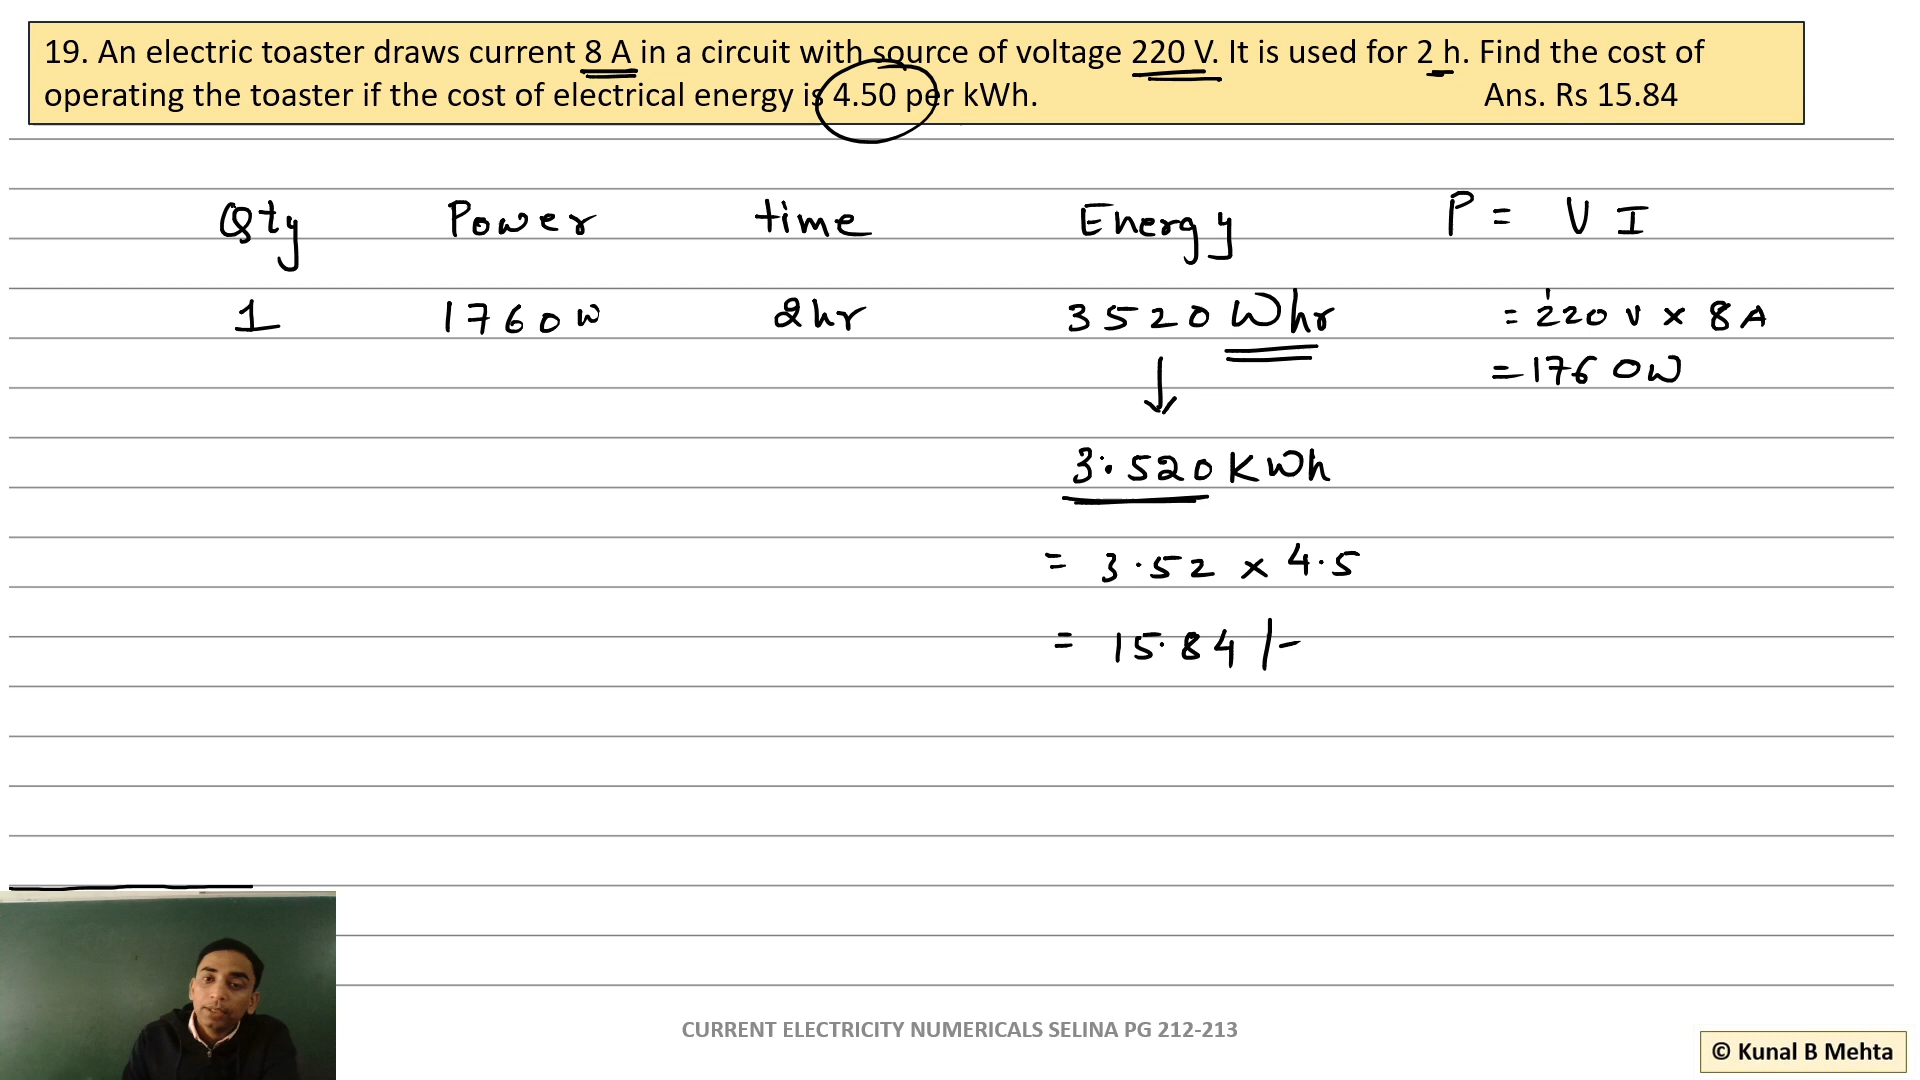 19. An electric toaster draws current 8 A in a circuit with source of voltage 220 V. It is used for 2 h. Find the cost of
operating the toaster if the cost of electrical energy is 4.50 per kWh. Ans. Rs 15.84
Qty Power time Energy P = V I
1 1760W 2hr 3520 Whr = 220 V × 8 A
= 1760W
↓
3.520 KWh
= 3.52 × 4.5
= 15.84 /-
CURRENT ELECTRICITY NUMERICALS SELINA PG 212-213
© Kunal B Mehta